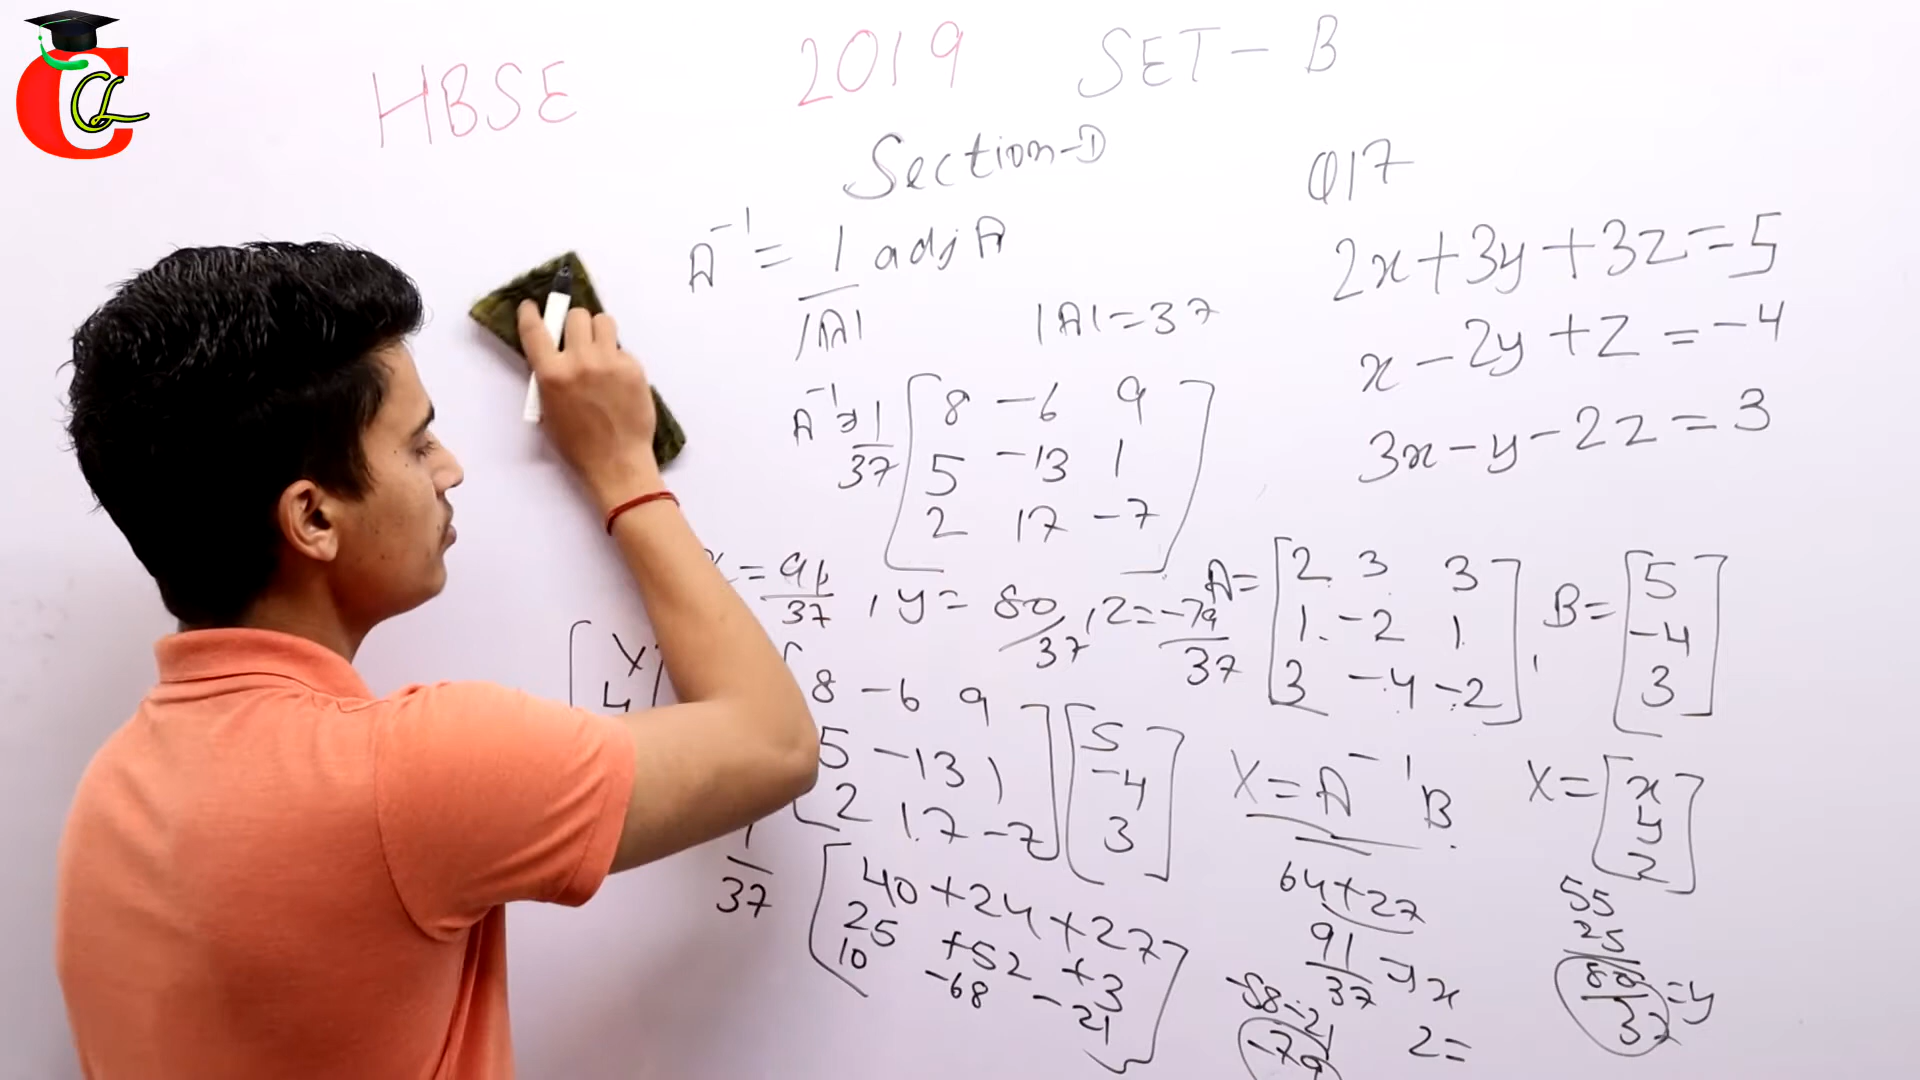 HBSE 2019 SET-B
Section-D
Q17
2x+3y+3z=5
x-2y+z=-4
3x-y-2z=3
A⁻¹ = 1 adj A
|A|
|A|=37
A⁻¹ = 1
37
8 -6 9
5 -13 1
2 17 -7
= 91/37, y = 80/37, z = -79/37
A = 2 3 3
1 -2 1
3 -4 -2
B = 5
-4
3
8 -6 9
5 -13 1
2 17 -7
5
-4
3
X = A⁻¹B
X = x
y
z
1/37
40+24+27
25 +52 +3
10 -68 -21
64+27
91/37 → x
-58-21
-79
z=
55
25
80/37 = y